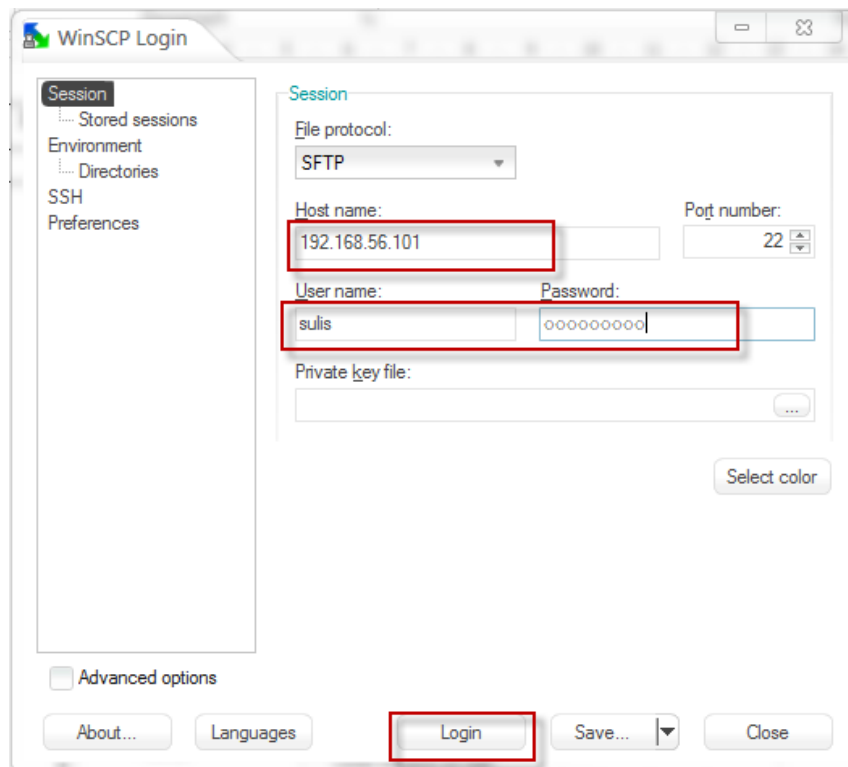 WinSCP Login
Session
Stored sessions
Environment
Directories
SSH
Preferences
Session
File protocol:
SFTP
Host name:
Port number:
192.168.56.101
22
User name:
Password:
sulis
ooooooooo
Private key file:
...
Select color
Advanced options
About...
Languages
Login
Save...
Close